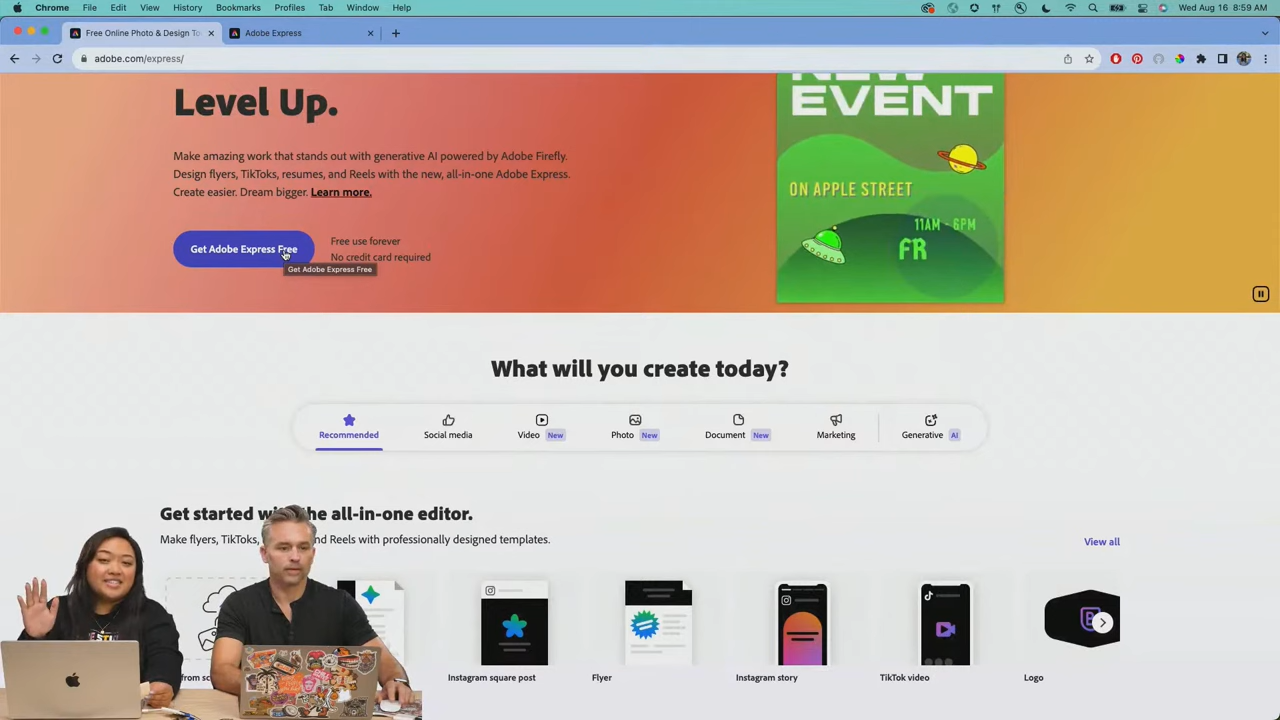 Chrome File Edit View History Bookmarks Profiles Tab Window Help
Wed Aug 16 8:59 AM
Free Online Photo & Design To
Adobe Express
adobe.com/express/
Level Up.
Make amazing work that stands out with generative AI powered by Adobe Firefly.
Design flyers, TikToks, resumes, and Reels with the new, all-in-one Adobe Express.
Create easier. Dream bigger. Learn more.
Get Adobe Express Free
Free use forever
No credit card required
Get Adobe Express Free
NEW
EVENT
ON APPLE STREET
11AM - 6PM
FR
What will you create today?
Recommended
Social media
Video New
Photo New
Document New
Marketing
Generative AI
Get started with the all-in-one editor.
Make flyers, TikToks, and Reels with professionally designed templates.
View all
from sc
Instagram square post
Flyer
Instagram story
TikTok video
Logo